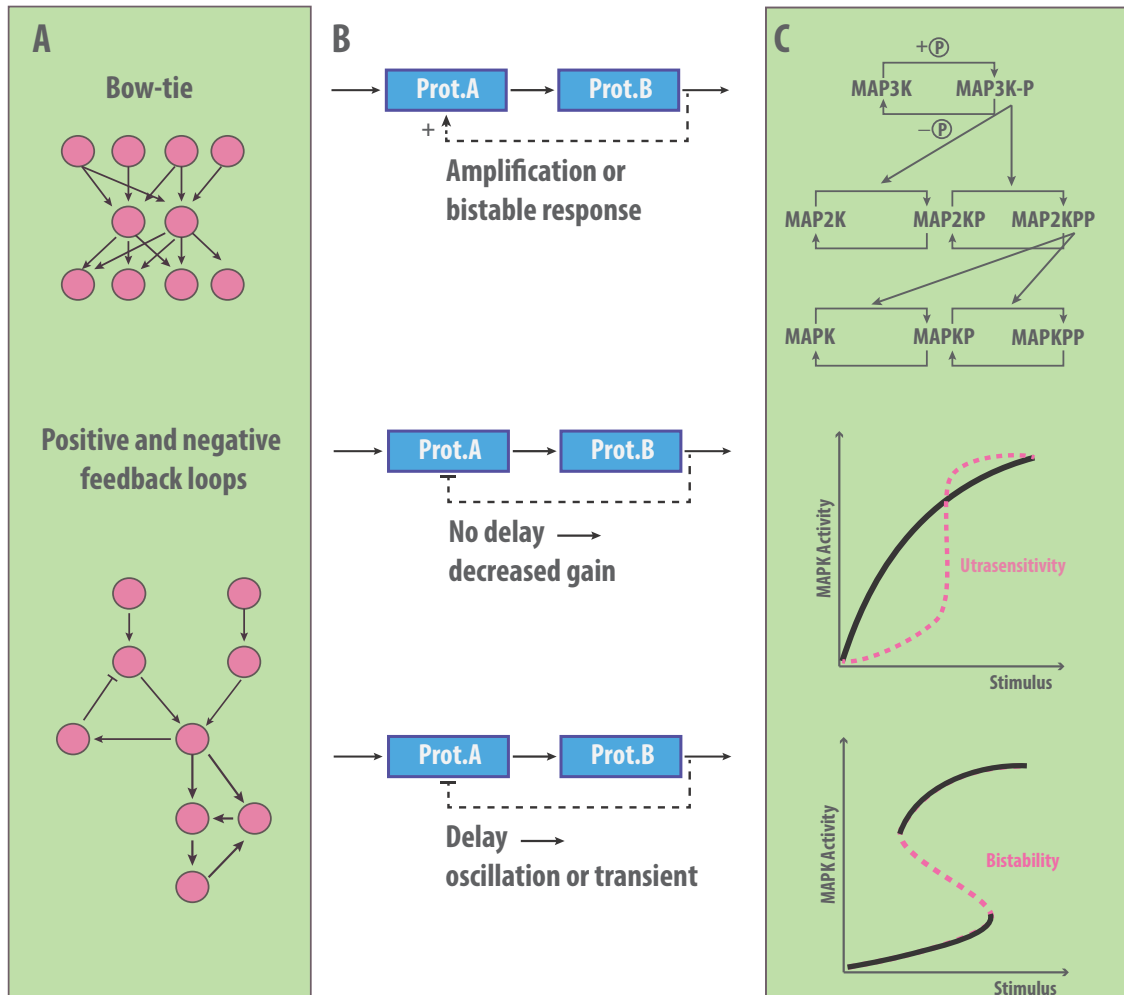 A
Bow-tie
Positive and negative
feedback loops
B
Prot.A
Prot.B
+
Amplification or
bistable response
Prot.A
Prot.B
No delay
decreased gain
Prot.A
Prot.B
Delay
oscillation or transient
C
+P
MAP3K
MAP3K-P
–P
MAP2K
MAP2KP
MAP2KPP
MAPK
MAPKP
MAPKPP
MAPK Activity
Utrasensitivity
Stimulus
MAPK Activity
Bistability
Stimulus